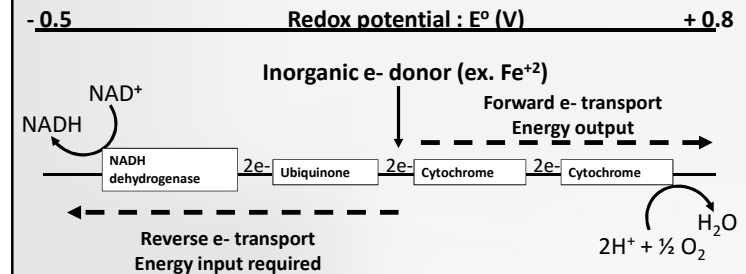 - 0.5 Redox potential : Eº (V) + 0.8
Inorganic e- donor (ex. Fe⁺²)
NAD⁺
Forward e- transport
Energy output
NADH
NADH
dehydrogenase
2e-
Ubiquinone
2e-
Cytochrome
2e-
Cytochrome
H₂O
Reverse e- transport
Energy input required
2H⁺ + ½ O₂